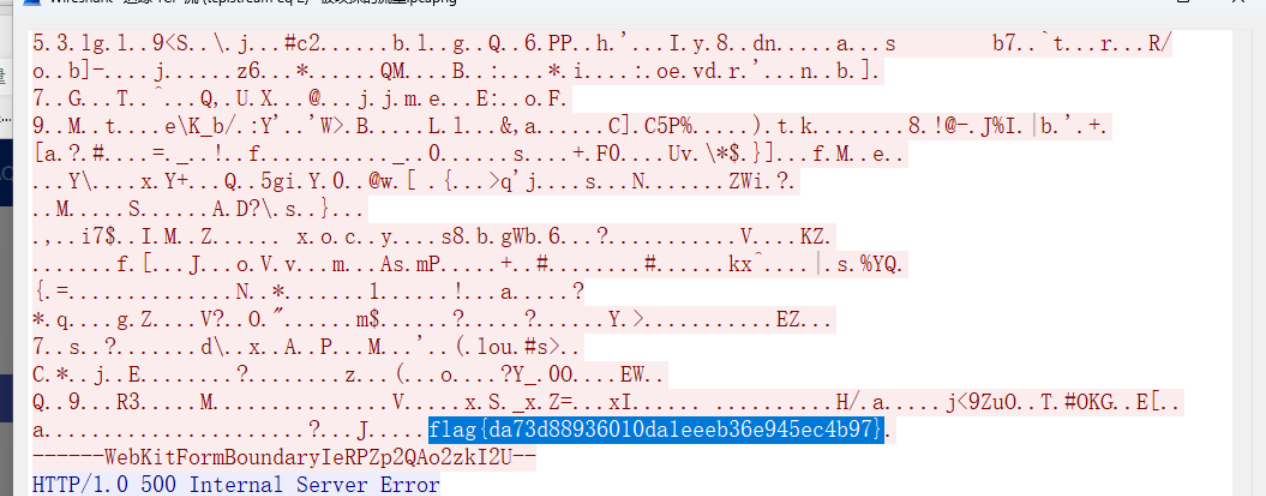 5.3.lg.l..9<S..\.j...#c2......b.l..g..Q..6.PP..h.'...I.y.8..dn.....a...s b7..`t...r...R/
o..b]-....j......z6...*.......QM....B..:....*.i....:.oe.vd.r.'...n..b.].
7..G...T..^...Q,.U.X...@...j.j.m.e...E:..o.F.
9..M..t....e\K_b/.:Y'.'W>.B.....L.l...&,a......C].C5P%.....).t.k........8.!@-.J%I.|b.'.+.
[a.?.#....=._..!..f..........._..0......s....+.F0....Uv.\*$.}]...f.M..e..
...Y\....x.Y+...Q..5gi.Y.0..@w.[ .{...>q'j....s...N.......ZWi.?.
..M.....S......A.D?\.s..}...
.,..i7$..I.M..Z...... x.o.c..y....s8.b.gWb.6...?...........V....KZ.
.......f.[...J...o.V.v...m...As.mP.....+..#........#......kx^....|.s.%YQ.
{.=..............N..*.......l......!...a.....?
*.q....g.Z....V?..O."......m$......?.....?......Y.>...........EZ...
7..s..?.......d\..x..A..P...M...'..(.lou.#s>..
C.*..j..E........?........z...(...o....?Y_.00....EW..
Q..9...R3.....M..............V.....x.S._x.Z=...xI...... ...........H/.a.....j<9ZuO..T.#OKG..E[..
a...................?...J.....flag{da73d88936010da1eeeb36e945ec4b97}.
------WebKitFormBoundaryIeRPZp2QAo2zkI2U--
HTTP/1.0 500 Internal Server Error